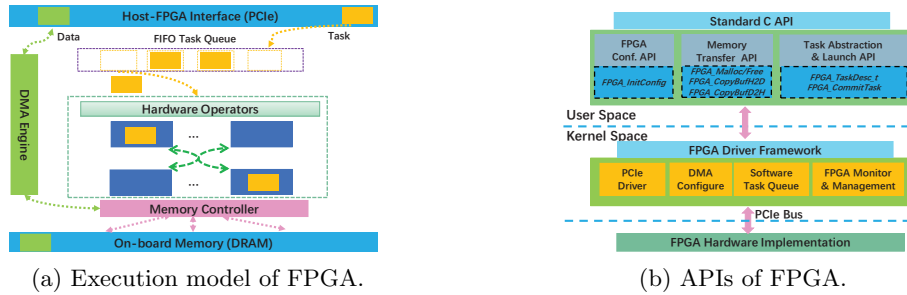 Host-FPGA Interface (PCIe)
Data
FIFO Task Queue
Task
DMA Engine
Hardware Operators
...
...
Memory Controller
On-board Memory (DRAM)
(a) Execution model of FPGA.
Standard C API
FPGA
Conf. API
FPGA_InitConfig
Memory
Transfer API
FPGA_Malloc/Free
FPGA_CopyBufH2D
FPGA_CopyBufD2H
Task Abstraction
& Launch API
FPGA_TaskDesc_t
FPGA_CommitTask
User Space
Kernel Space
FPGA Driver Framework
PCIe
Driver
DMA
Configure
Software
Task Queue
FPGA Monitor
& Management
PCIe Bus
FPGA Hardware Implementation
(b) APIs of FPGA.